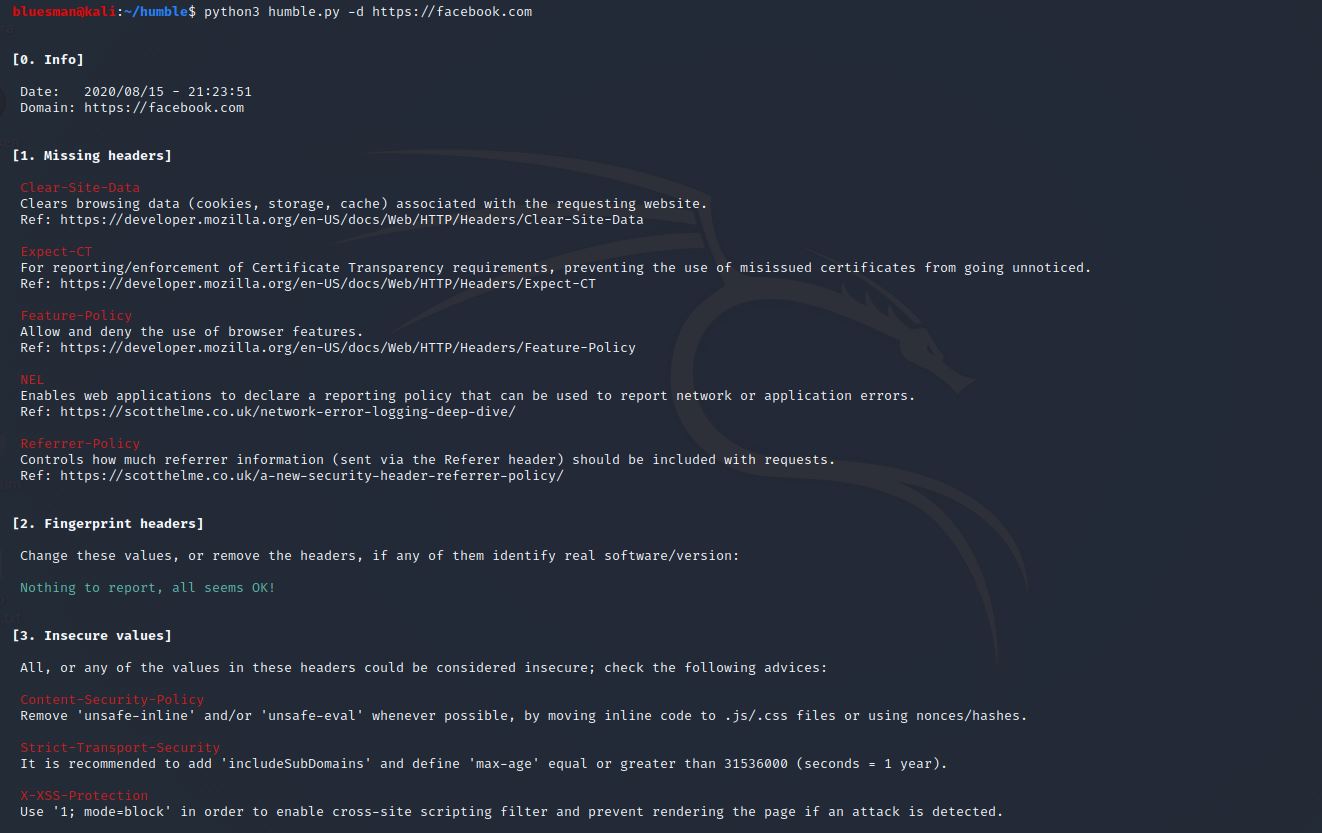 bluesman@kali:~/humble$ python3 humble.py -d https://facebook.com
[0. Info]
Date:   2020/08/15 - 21:23:51
Domain: https://facebook.com
[1. Missing headers]
Clear-Site-Data
Clears browsing data (cookies, storage, cache) associated with the requesting website.
Ref: https://developer.mozilla.org/en-US/docs/Web/HTTP/Headers/Clear-Site-Data
Expect-CT
For reporting/enforcement of Certificate Transparency requirements, preventing the use of misissued certificates from going unnoticed.
Ref: https://developer.mozilla.org/en-US/docs/Web/HTTP/Headers/Expect-CT
Feature-Policy
Allow and deny the use of browser features.
Ref: https://developer.mozilla.org/en-US/docs/Web/HTTP/Headers/Feature-Policy
NEL
Enables web applications to declare a reporting policy that can be used to report network or application errors.
Ref: https://scotthelme.co.uk/network-error-logging-deep-dive/
Referrer-Policy
Controls how much referrer information (sent via the Referer header) should be included with requests.
Ref: https://scotthelme.co.uk/a-new-security-header-referrer-policy/
[2. Fingerprint headers]
Change these values, or remove the headers, if any of them identify real software/version:
Nothing to report, all seems OK!
[3. Insecure values]
All, or any of the values in these headers could be considered insecure; check the following advices:
Content-Security-Policy
Remove 'unsafe-inline' and/or 'unsafe-eval' whenever possible, by moving inline code to .js/.css files or using nonces/hashes.
Strict-Transport-Security
It is recommended to add 'includeSubDomains' and define 'max-age' equal or greater than 31536000 (seconds = 1 year).
X-XSS-Protection
Use '1; mode=block' in order to enable cross-site scripting filter and prevent rendering the page if an attack is detected.